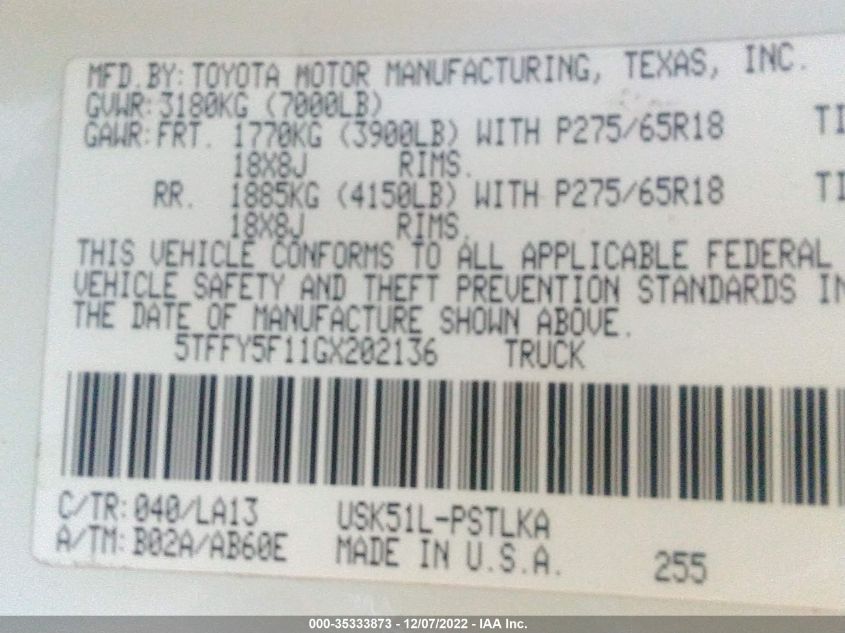 MFD.BY: TOYOTA MOTOR MANUFACTURING, TEXAS, INC.
GVWR: 3180KG (7000LB)
GAWR: FRT. 1770KG (3900LB) WITH P275/65R18 TI
18X8J RIMS.
RR. 1885KG (4150LB) WITH P275/65R18 TI
18X8J RIMS.
THIS VEHICLE CONFORMS TO ALL APPLICABLE FEDERAL
VEHICLE SAFETY AND THEFT PREVENTION STANDARDS IN
THE DATE OF MANUFACTURE SHOWN ABOVE.
5TFFY5F11GX202136 TRUCK
C/TR: 040/LA13 USK51L-PSTLKA
A/TM: B02A/AB60E MADE IN U.S.A. 255
000-35333873 - 12/07/2022 - IAA Inc.